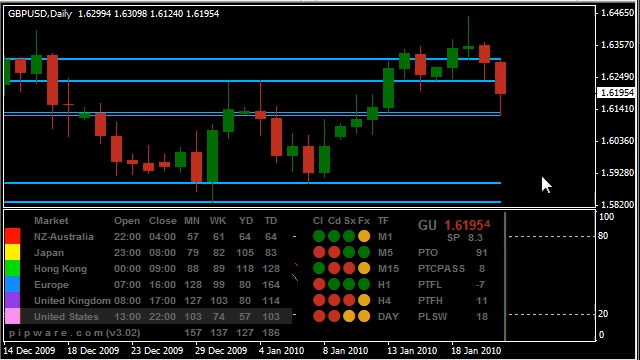 GBPUSD,Daily 1.62994 1.63098 1.61240 1.61954
1.64650
1.63570
1.62490
1.61954
1.61410
1.60350
1.59280
1.58200
Market Open Close MN WK YD TD Cl Cd Sx Fx TF GU 1.61954 100
NZ-Australia 22:00 04:00 57 61 64 64 M1 SP 8.3 80
Japan 23:00 08:00 79 82 105 83 M5 PTO 91
Hong Kong 00:00 09:00 88 89 118 128 M15 PTCPASS 8
Europe 07:00 16:00 128 99 80 164 H1 PTFL -7
United Kingdom 08:00 17:00 127 103 80 114 H4 PTFH 11
United States 13:00 22:00 103 74 57 103 DAY PLSW 18 20
pipware.com(v3.02) 157 137 127 186 0
14 Dec 2009 18 Dec 2009 23 Dec 2009 29 Dec 2009 4 Jan 2010 8 Jan 2010 13 Jan 2010 18 Jan 2010